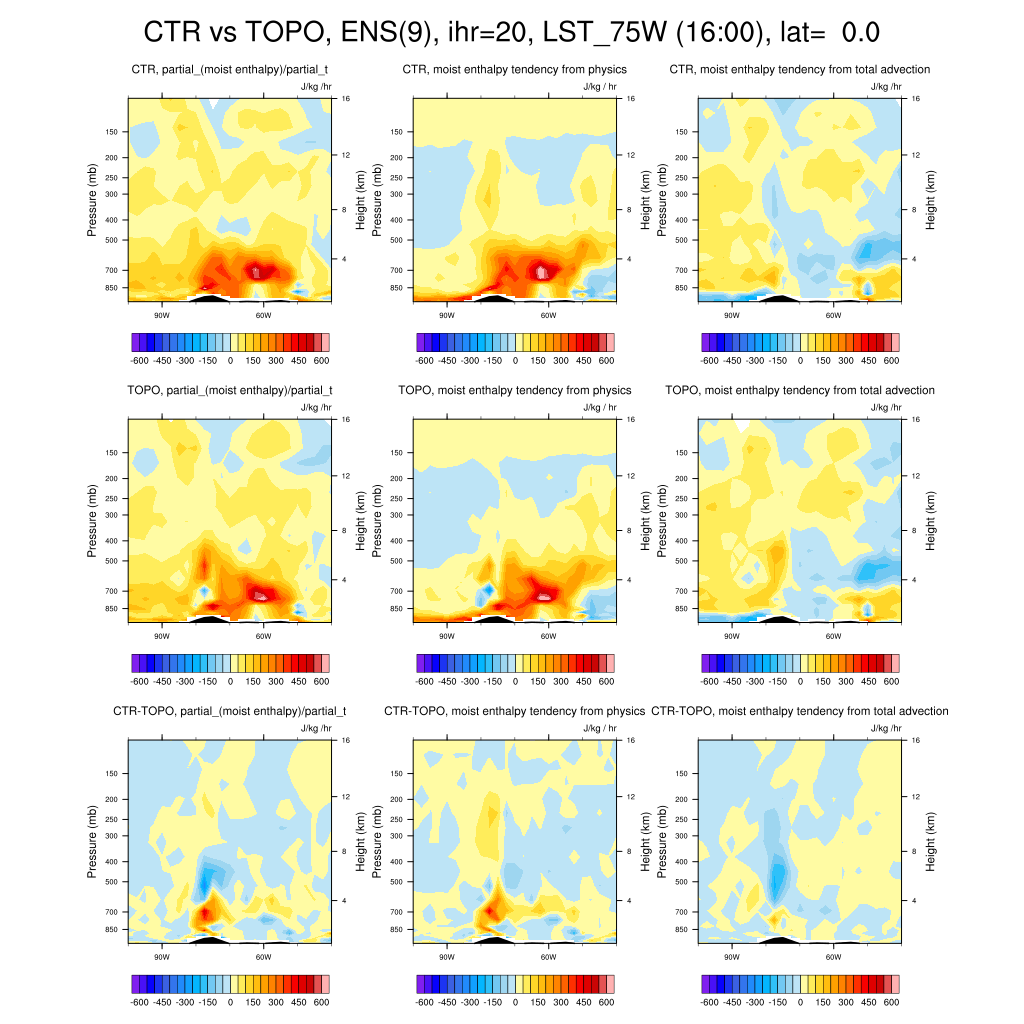 CTR vs TOPO, ENS(9), ihr=20, LST_75W (16:00), lat=  0.0
CTR, partial_(moist enthalpy)/partial_t
CTR, moist enthalpy tendency from physics
CTR, moist enthalpy tendency from total advection
J/kg /hr
J/kg / hr
J/kg /hr
Pressure (mb)
150
200
250
300
400
500
700
850
16
12
8
4
Height (km)
90W
60W
Pressure (mb)
150
200
250
300
400
500
700
850
16
12
8
4
Height (km)
90W
60W
Pressure (mb)
150
200
250
300
400
500
700
850
16
12
8
4
Height (km)
90W
60W
-600 -450 -300 -150 0 150 300 450 600
-600 -450 -300 -150 0 150 300 450 600
-600 -450 -300 -150 0 150 300 450 600
TOPO, partial_(moist enthalpy)/partial_t
TOPO, moist enthalpy tendency from physics
TOPO, moist enthalpy tendency from total advection
J/kg /hr
J/kg / hr
J/kg /hr
Pressure (mb)
150
200
250
300
400
500
700
850
16
12
8
4
Height (km)
90W
60W
Pressure (mb)
150
200
250
300
400
500
700
850
16
12
8
4
Height (km)
90W
60W
Pressure (mb)
150
200
250
300
400
500
700
850
16
12
8
4
Height (km)
90W
60W
-600 -450 -300 -150 0 150 300 450 600
-600 -450 -300 -150 0 150 300 450 600
-600 -450 -300 -150 0 150 300 450 600
CTR-TOPO, partial_(moist enthalpy)/partial_t
CTR-TOPO, moist enthalpy tendency from physics
CTR-TOPO, moist enthalpy tendency from total advection
J/kg /hr
J/kg / hr
J/kg /hr
Pressure (mb)
150
200
250
300
400
500
700
850
16
12
8
4
Height (km)
90W
60W
Pressure (mb)
150
200
250
300
400
500
700
850
16
12
8
4
Height (km)
90W
60W
Pressure (mb)
150
200
250
300
400
500
700
850
16
12
8
4
Height (km)
90W
60W
-600 -450 -300 -150 0 150 300 450 600
-600 -450 -300 -150 0 150 300 450 600
-600 -450 -300 -150 0 150 300 450 600